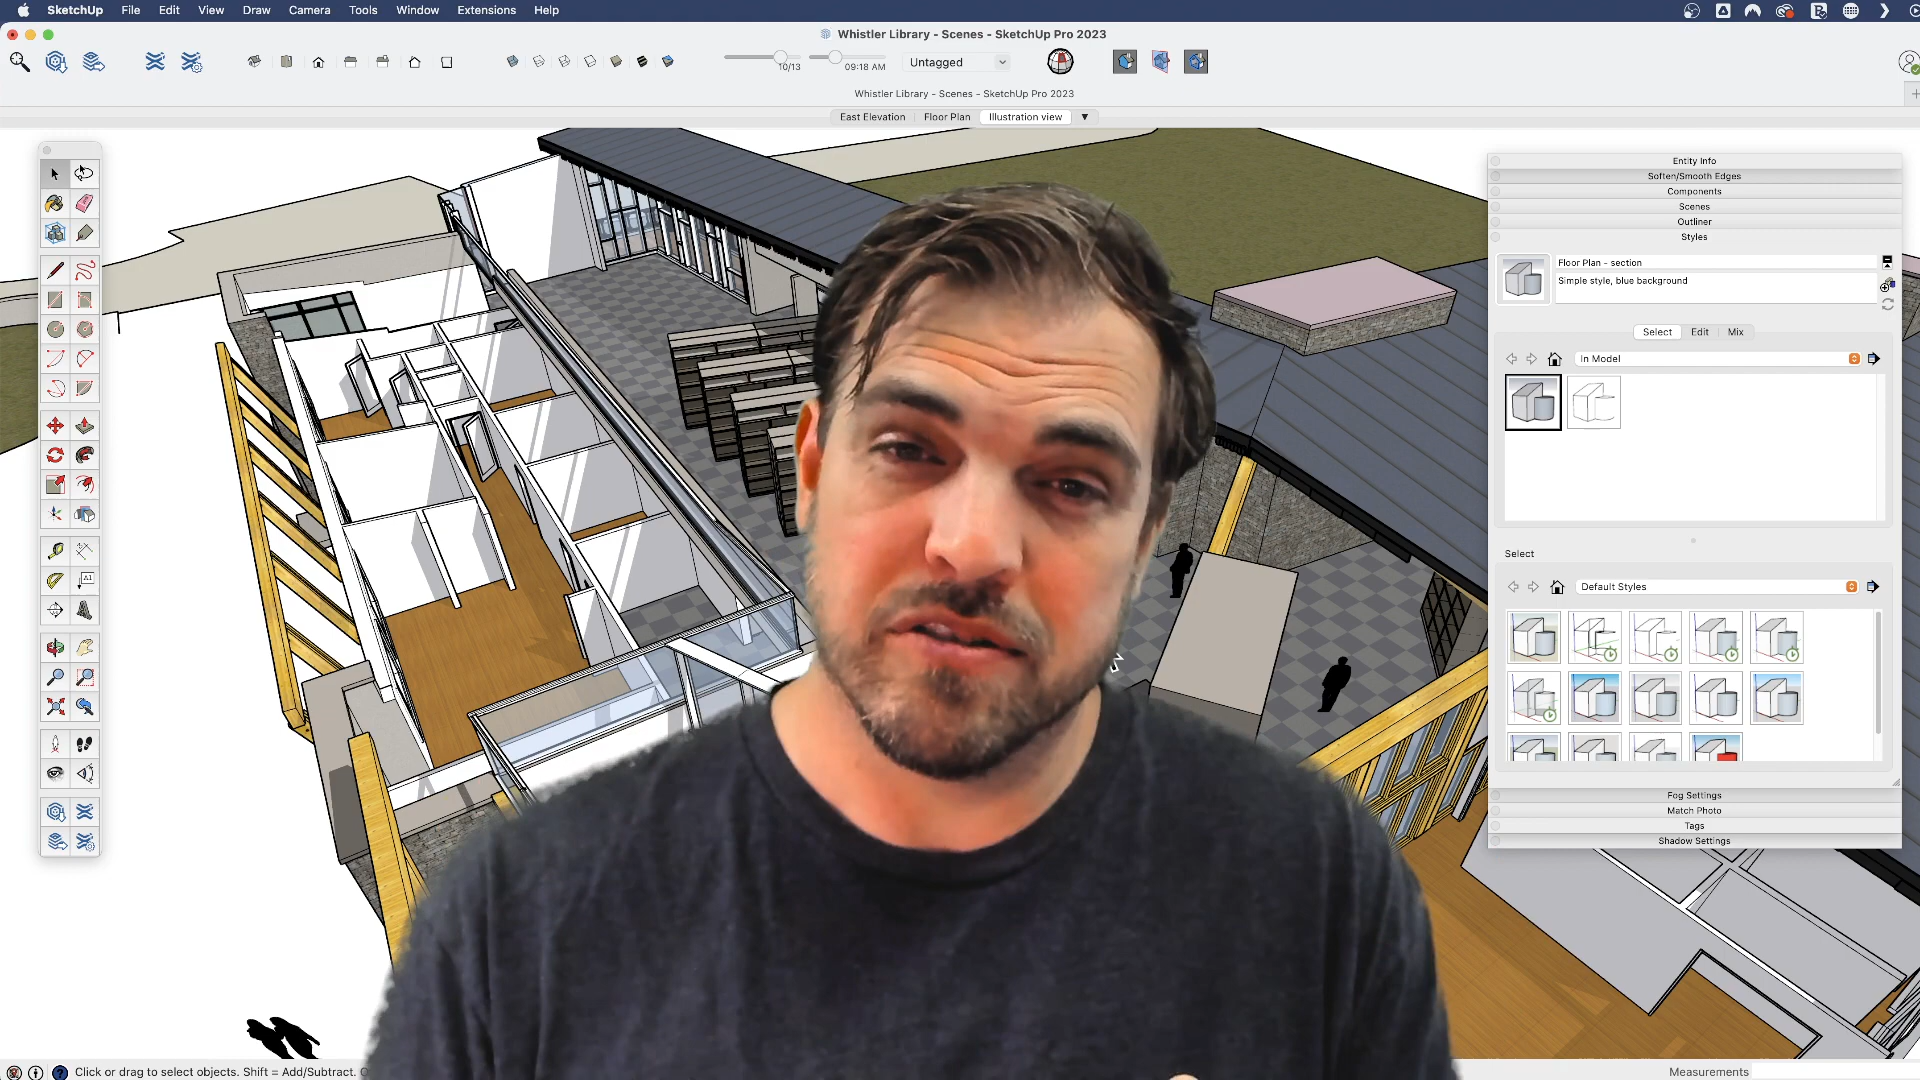 SketchUp File Edit View Draw Camera Tools Window Extensions Help
Whistler Library - Scenes - SketchUp Pro 2023
10/13 09:18 AM Untagged
Whistler Library - Scenes - SketchUp Pro 2023
East Elevation Floor Plan Illustration view
Entity Info
Soften/Smooth Edges
Components
Scenes
Outliner
Styles
Floor Plan - section
Simple style, blue background
Select Edit Mix
In Model
Select
Default Styles
Fog Settings
Match Photo
Tags
Shadow Settings
Click or drag to select objects. Shift = Add/Subtract.
Measurements